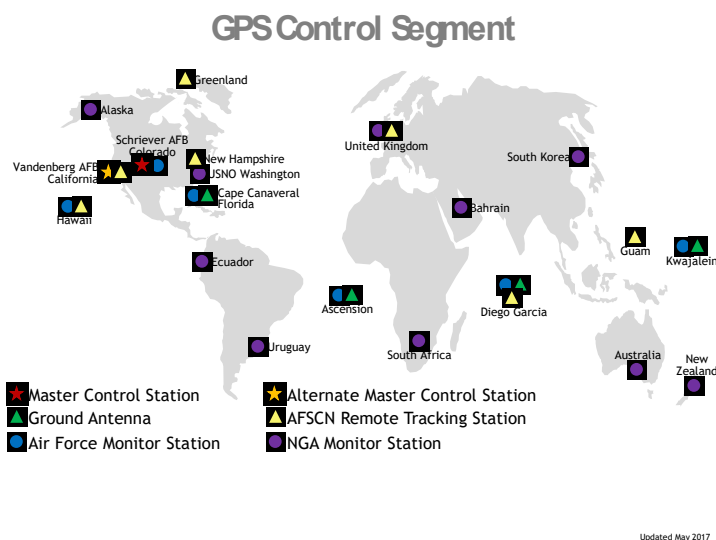 GPS Control Segment
Greenland
Alaska
Schriever AFB
Colorado
Vandenberg AFB
California
New Hampshire
USNO Washington
Cape Canaveral
Florida
Hawaii
United Kingdom
South Korea
Bahrain
Guam
Kwajalein
Ecuador
Ascension
Diego Garcia
Uruguay
South Africa
Australia
New
Zealand
Master Control Station
Alternate Master Control Station
Ground Antenna
AFSCN Remote Tracking Station
Air Force Monitor Station
NGA Monitor Station
Updated May 2017